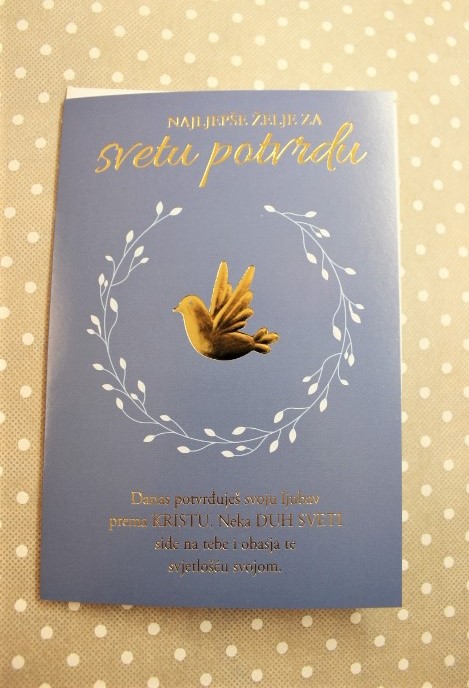 NAJLJEPŠE ŽELJE ZA
svetu potvrdu
Danas potvrđuješ svoju ljubav
prema KRISTU. Neka DUH SVETI
siđe na tebe i obasja te
svjetlošću svojom.